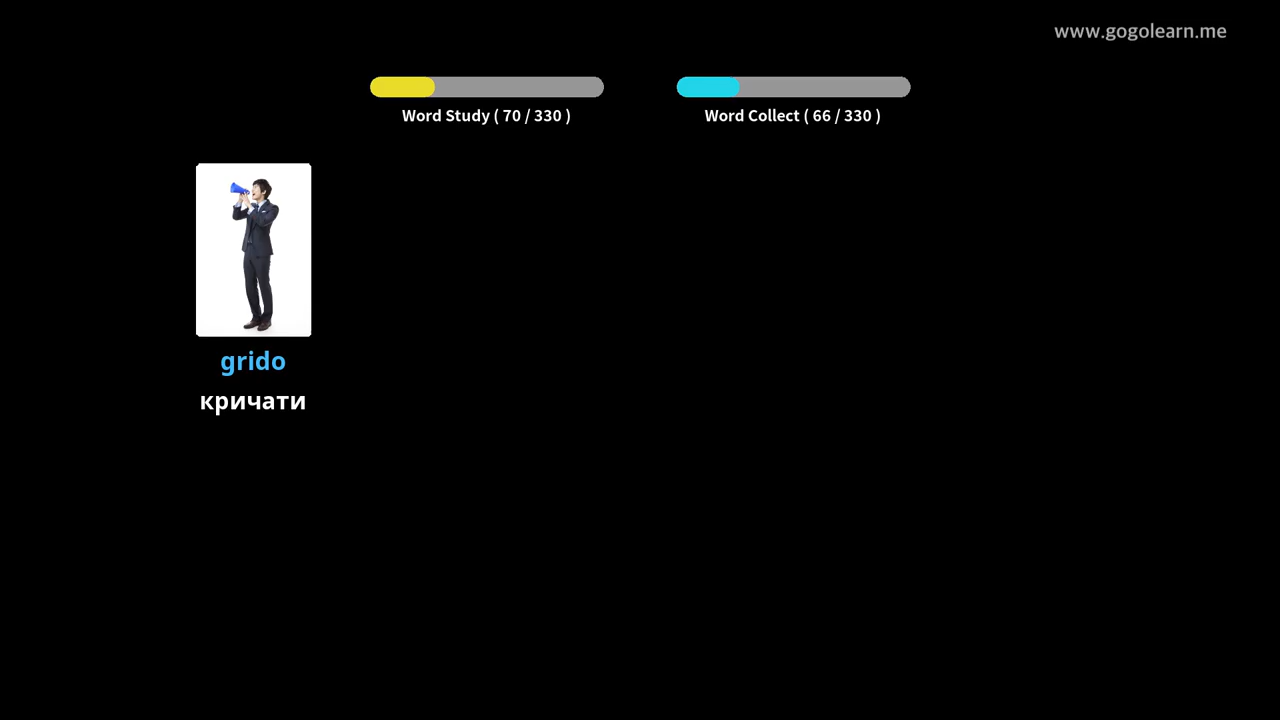 www.gogolearn.me
Word Study ( 70 / 330 )
Word Collect ( 66 / 330 )
grido
кричати